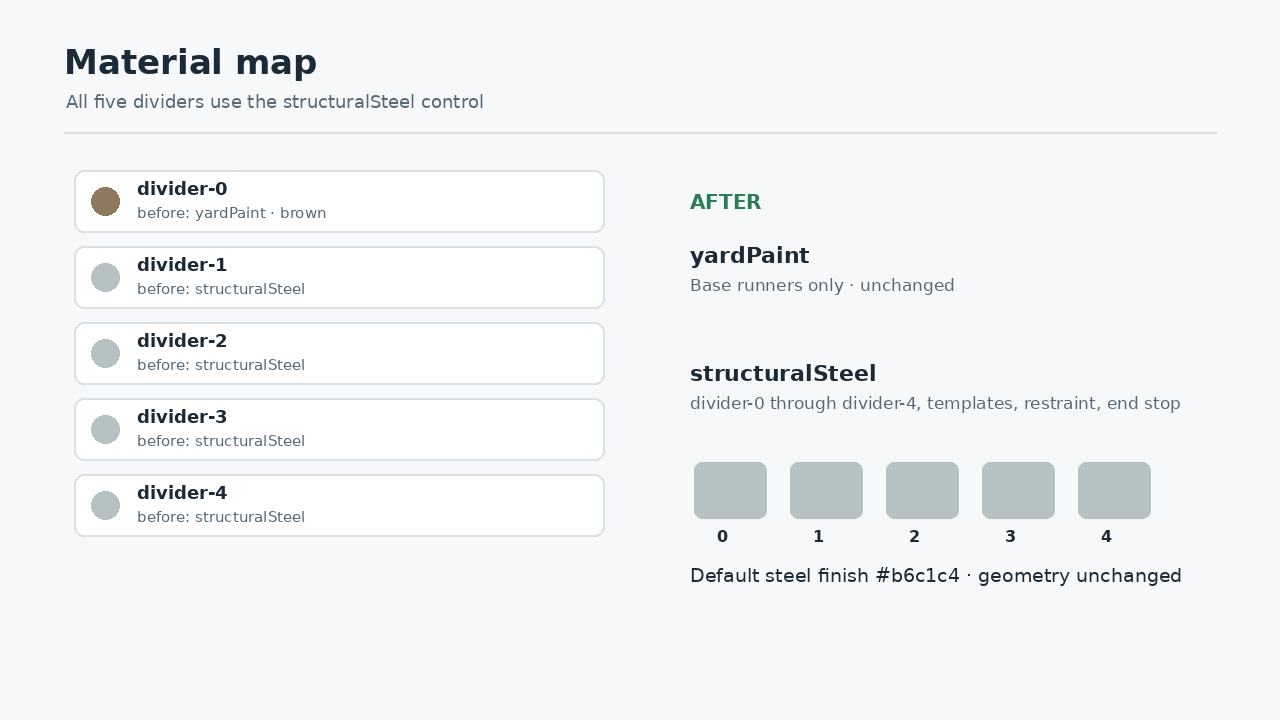 Material map
All five dividers use the structuralSteel control
divider-0
before: yardPaint · brown
divider-1
before: structuralSteel
divider-2
before: structuralSteel
divider-3
before: structuralSteel
divider-4
before: structuralSteel
AFTER
yardPaint
Base runners only · unchanged
structuralSteel
divider-0 through divider-4, templates, restraint, end stop
0 1 2 3 4
Default steel finish #b6c1c4 · geometry unchanged